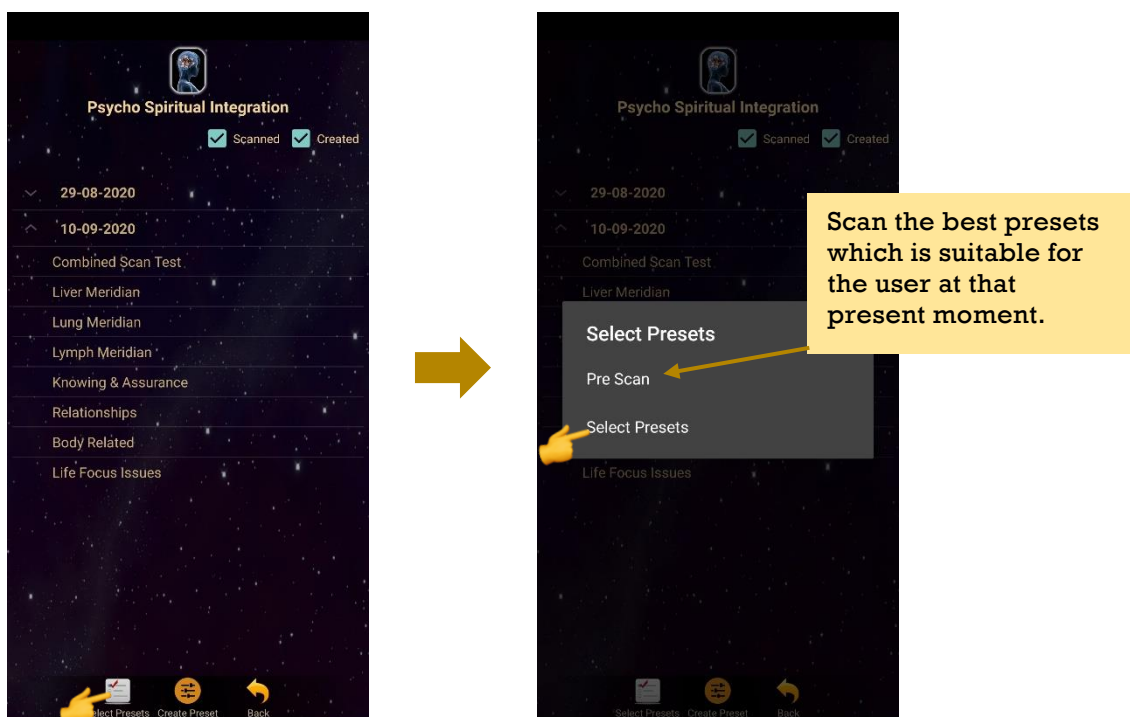 Psycho Spiritual Integration
Scanned Created
29-08-2020
10-09-2020
Combined Scan Test
Liver Meridian
Lung Meridian
Lymph Meridian
Knowing & Assurance
Relationships
Body Related
Life Focus Issues
elect Presets Create Preset Back
Psycho Spiritual Integration
Scanned Created
29-08-2020
10-09-2020
Combined Scan Test
Liver Meridian
Select Presets
Pre Scan
Select Presets
Life Focus Issues
Select Presets Create Preset Back
Scan the best presets
which is suitable for
the user at that
present moment.